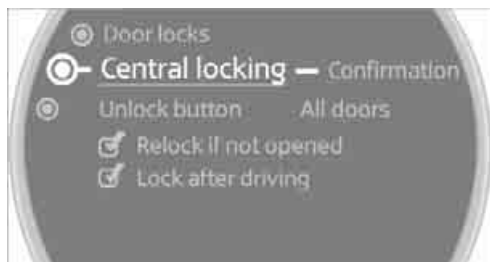 Door locks
Central locking – Confirmation
Unlock button All doors
Relock if not opened
Lock after driving